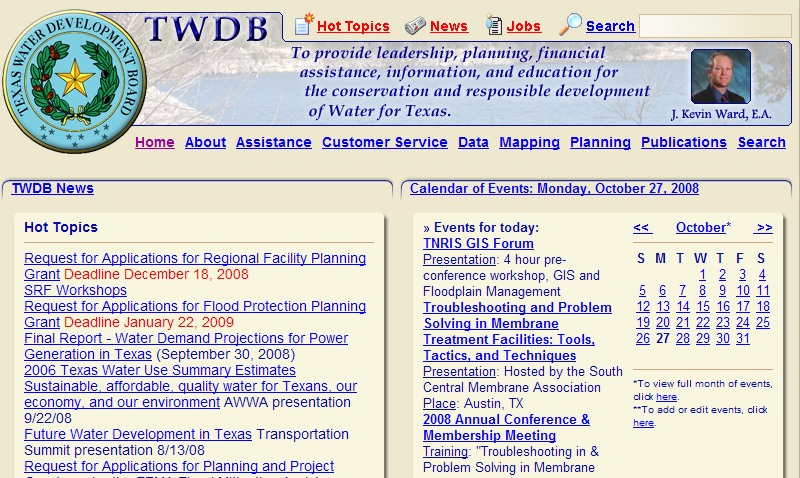 TEXAS WATER DEVELOPMENT BOARD
TWDB
Hot Topics
News
Jobs
Search
To provide leadership, planning, financial
assistance, information, and education for
the conservation and responsible development
of Water for Texas.
J. Kevin Ward, E.A.
Home About Assistance Customer Service Data Mapping Planning Publications Search
TWDB News
Hot Topics
Request for Applications for Regional Facility Planning
Grant Deadline December 18, 2008
SRF Workshops
Request for Applications for Flood Protection Planning
Grant Deadline January 22, 2009
Final Report - Water Demand Projections for Power
Generation in Texas (September 30, 2008)
2006 Texas Water Use Summary Estimates
Sustainable, affordable, quality water for Texans, our
economy, and our environment AWWA presentation
9/22/08
Future Water Development in Texas Transportation
Summit presentation 8/13/08
Request for Applications for Planning and Project
Calendar of Events: Monday, October 27, 2008
» Events for today:
TNRIS GIS Forum
Presentation: 4 hour pre-
conference workshop, GIS and
Floodplain Management
Troubleshooting and Problem
Solving in Membrane
Treatment Facilities: Tools,
Tactics, and Techniques
Presentation: Hosted by the South
Central Membrane Association
Place: Austin, TX
2008 Annual Conference &
Membership Meeting
Training: "Troubleshooting in &
Problem Solving in Membrane
<< October* >>
S M T W T F S
1 2 3 4
5 6 7 8 9 10 11
12 13 14 15 16 17 18
19 20 21 22 23 24 25
26 27 28 29 30 31
*To view full month of events,
click here.
**To add or edit events, click
here.